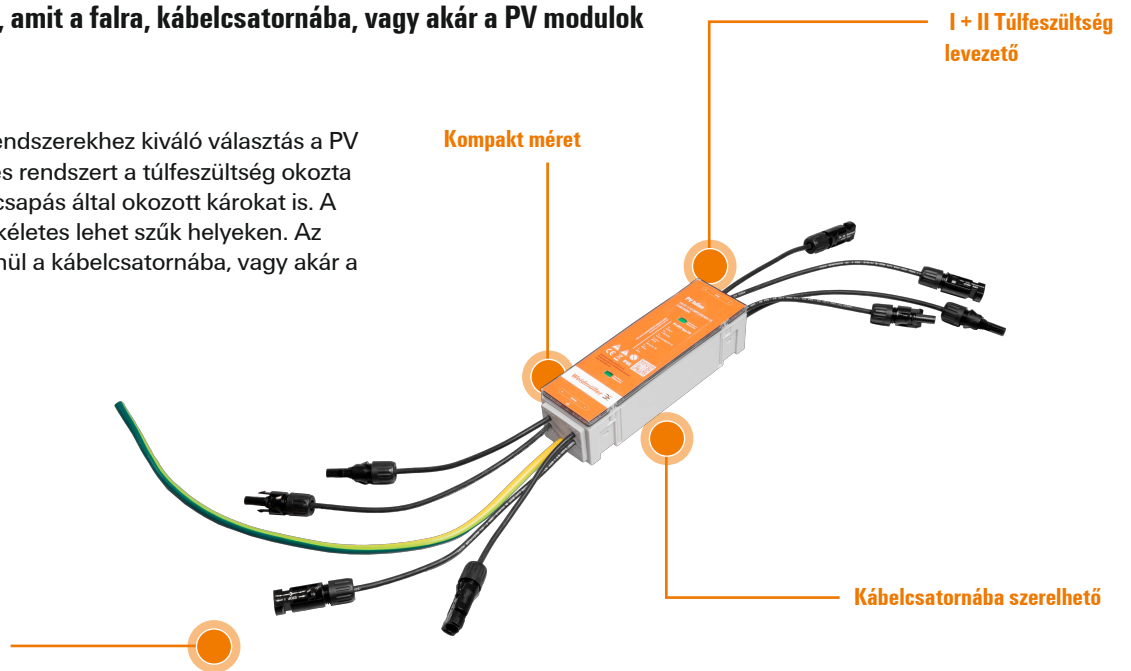 , amit a falra, kábelcsatornába, vagy akár a PV modulok
I + II Túlfeszültség
levezető
endszerekhez kiváló választás a PV
es rendszert a túlfeszültség okozta
csapás által okozott károkat is. A
kéletes lehet szűk helyeken. Az
nül a kábelcsatornába, vagy akár a
Kompakt méret
Weidmüller
Kábelcsatornába szerelhető